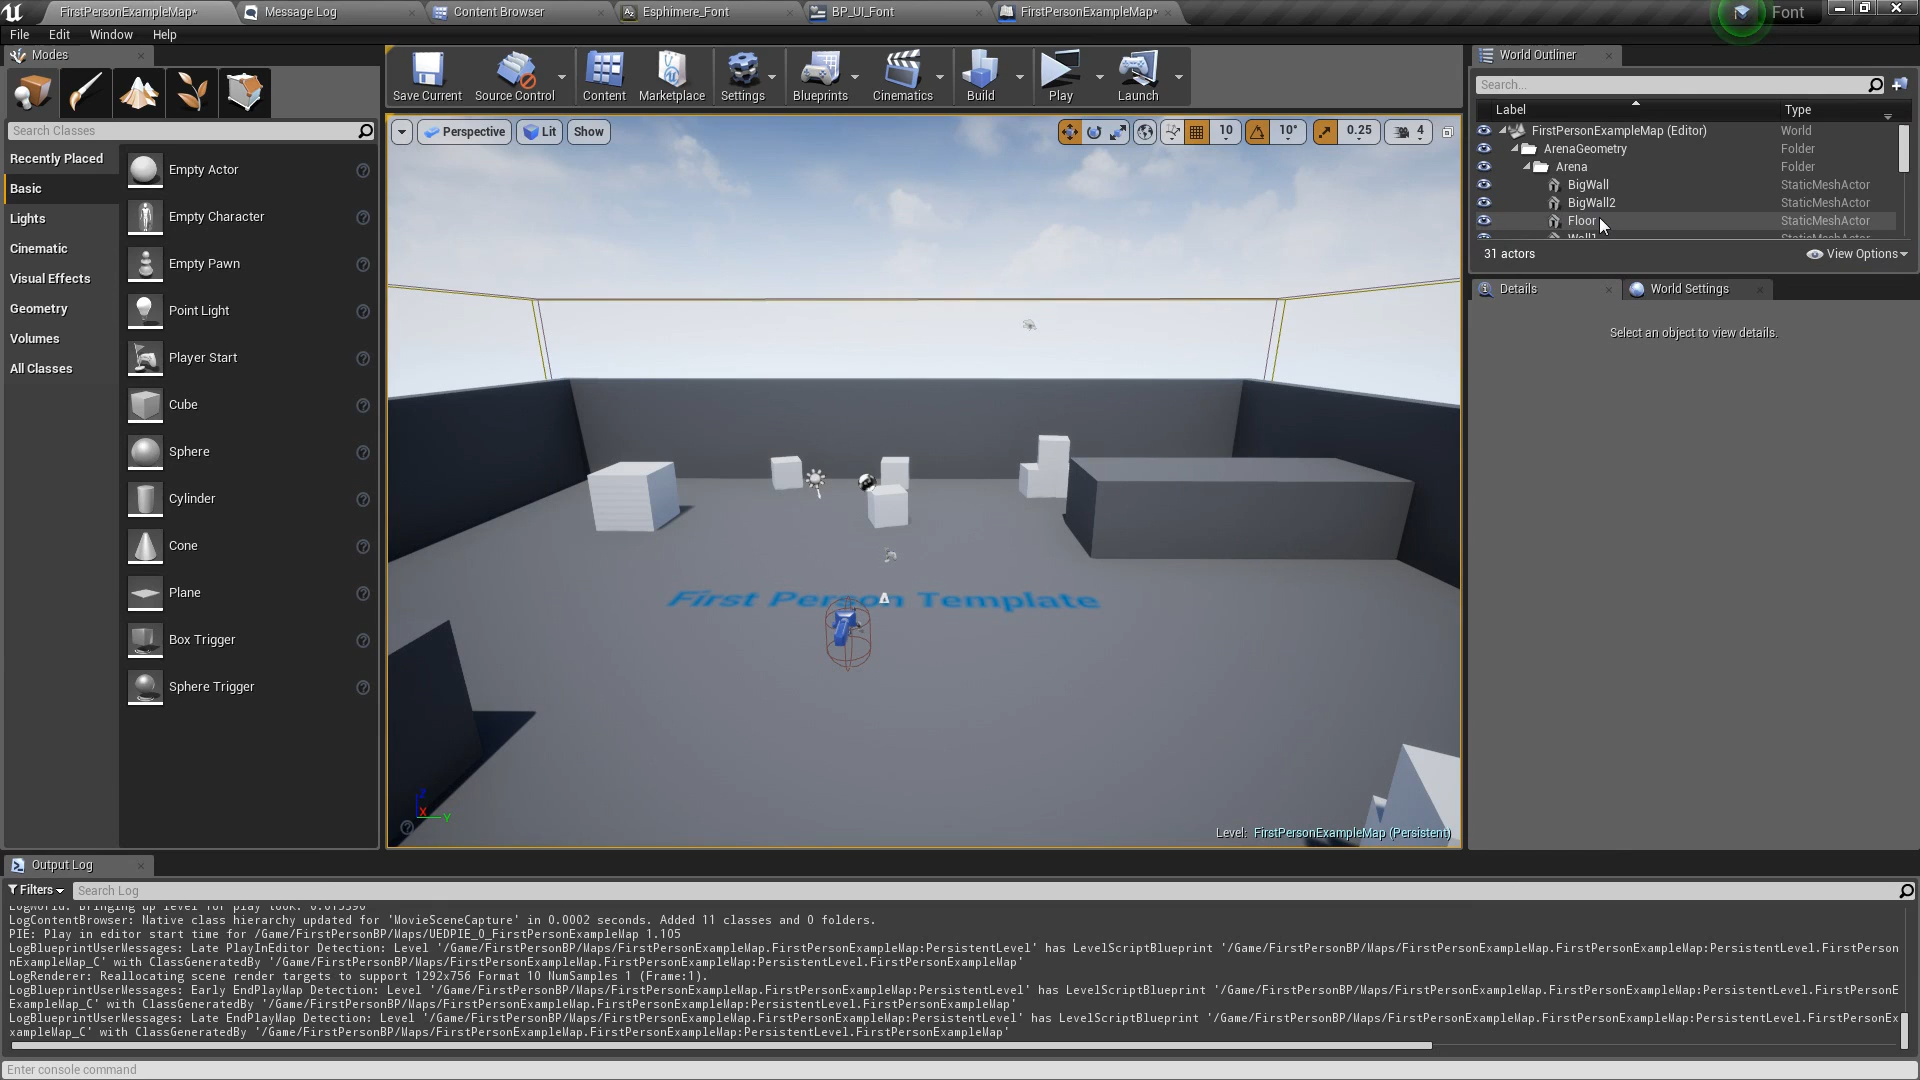 FirstPersonExampleMap*
Message Log
Content Browser
Esphimere_Font
BP_UI_Font
FirstPersonExampleMap*
Font
File
Edit
Window
Help
Modes
Save Current
Source Control
Content
Marketplace
Settings
Blueprints
Cinematics
Build
Play
Launch
World Outliner
Search...
Label
Type
FirstPersonExampleMap (Editor)
World
ArenaGeometry
Folder
Arena
Folder
BigWall
StaticMeshActor
BigWall2
StaticMeshActor
Floor
StaticMeshActor
Wall1
StaticMeshActor
31 actors
View Options
Details
World Settings
Select an object to view details.
Search Classes
Recently Placed
Basic
Lights
Cinematic
Visual Effects
Geometry
Volumes
All Classes
Empty Actor
Empty Character
Empty Pawn
Point Light
Player Start
Cube
Sphere
Cylinder
Cone
Plane
Box Trigger
Sphere Trigger
Perspective
Lit
Show
10
10°
0.25
4
First Person Template
Z
X
Y
Level: FirstPersonExampleMap (Persistent)
Output Log
Filters
Search Log
LogWorld: Bringing up level for play took: 0.015390
LogContentBrowser: Native class hierarchy updated for 'MovieSceneCapture' in 0.0002 seconds. Added 11 classes and 0 folders.
PIE: Play in editor start time for /Game/FirstPersonBP/Maps/UEDPIE_0_FirstPersonExampleMap 1.105
LogBlueprintUserMessages: Late PlayInEditor Detection: Level '/Game/FirstPersonBP/Maps/FirstPersonExampleMap.FirstPersonExampleMap:PersistentLevel' has LevelScriptBlueprint '/Game/FirstPersonBP/Maps/FirstPersonExampleMap.FirstPersonExampleMap:PersistentLevel.FirstPerson
nExampleMap_C' with ClassGeneratedBy '/Game/FirstPersonBP/Maps/FirstPersonExampleMap.FirstPersonExampleMap:PersistentLevel.FirstPersonExampleMap'
LogRenderer: Reallocating scene render targets to support 1292x756 Format 10 NumSamples 1 (Frame:1).
LogBlueprintUserMessages: Early EndPlayMap Detection: Level '/Game/FirstPersonBP/Maps/FirstPersonExampleMap.FirstPersonExampleMap:PersistentLevel' has LevelScriptBlueprint '/Game/FirstPersonBP/Maps/FirstPersonExampleMap.FirstPersonExampleMap:PersistentLevel.FirstPersonE
ExampleMap_C' with ClassGeneratedBy '/Game/FirstPersonBP/Maps/FirstPersonExampleMap.FirstPersonExampleMap:PersistentLevel.FirstPersonExampleMap'
LogBlueprintUserMessages: Late EndPlayMap Detection: Level '/Game/FirstPersonBP/Maps/FirstPersonExampleMap.FirstPersonExampleMap:PersistentLevel' has LevelScriptBlueprint '/Game/FirstPersonBP/Maps/FirstPersonExampleMap.FirstPersonExampleMap:PersistentLevel.FirstPersonEx
xampleMap_C' with ClassGeneratedBy '/Game/FirstPersonBP/Maps/FirstPersonExampleMap.FirstPersonExampleMap:PersistentLevel.FirstPersonExampleMap'
Enter console command